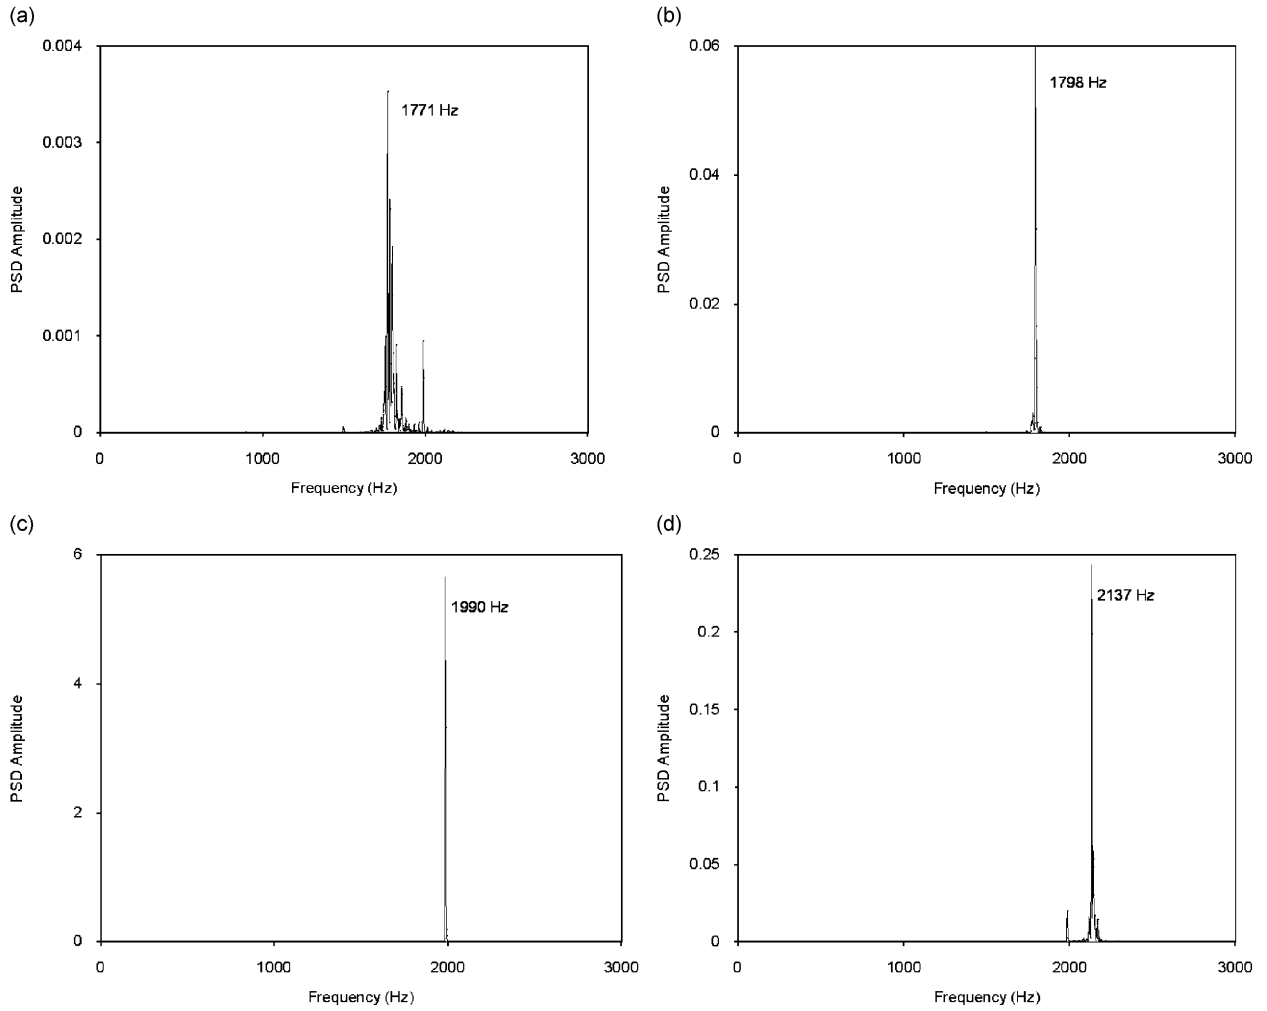 (a)
0.004
0.003
0.002
0.001
0
PSD Amplitude
1771 Hz
0 1000 2000 3000
Frequency (Hz)
(b)
0.06
0.04
0.02
0
PSD Amplitude
1798 Hz
0 1000 2000 3000
Frequency (Hz)
(c)
6
4
2
0
PSD Amplitude
1990 Hz
0 1000 2000 3000
Frequency (Hz)
(d)
0.25
0.2
0.15
0.1
0.05
0
PSD Amplitude
2137 Hz
0 1000 2000 3000
Frequency (Hz)